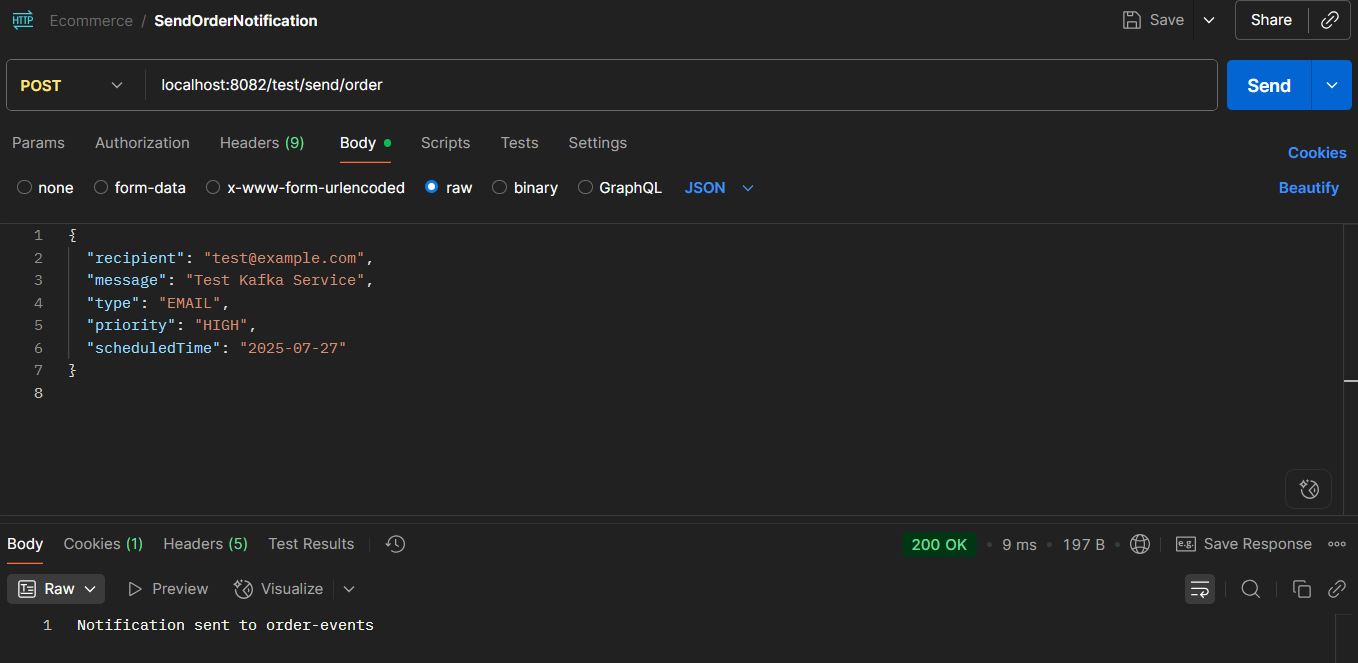 HTTP Ecommerce / SendOrderNotification Save Share
POST localhost:8082/test/send/order Send
Params Authorization Headers (9) Body Scripts Tests Settings Cookies
none form-data x-www-form-urlencoded raw binary GraphQL JSON Beautify
1 {
2 "recipient": "test@example.com",
3 "message": "Test Kafka Service",
4 "type": "EMAIL",
5 "priority": "HIGH",
6 "scheduledTime": "2025-07-27"
7 }
8
Body Cookies (1) Headers (5) Test Results 200 OK • 9 ms • 197 B • e.g. Save Response
Raw Preview Visualize
1 Notification sent to order-events